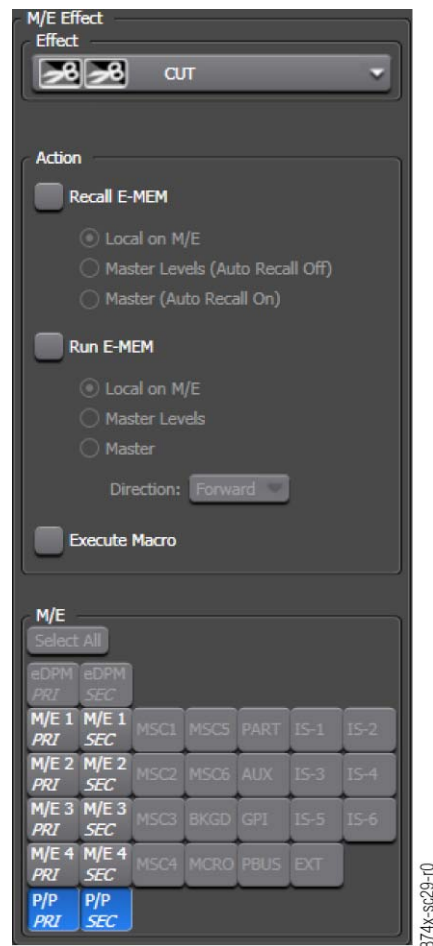 M/E Effect
Effect
CUT
Action
Recall E-MEM
Local on M/E
Master Levels (Auto Recall Off)
Master (Auto Recall On)
Run E-MEM
Local on M/E
Master Levels
Master
Direction: Forward
Execute Macro
M/E
Select All
eDPM eDPM
PRI SEC
M/E 1 M/E 1 MSC1 MSC5 PART IS-1 IS-2
PRI SEC
M/E 2 M/E 2 MSC2 MSC6 AUX IS-3 IS-4
PRI SEC
M/E 3 M/E 3 MSC3 BKGD GPI IS-5 IS-6
PRI SEC
M/E 4 M/E 4 MSC4 MCRO PBUS EXT
PRI SEC
P/P P/P
PRI SEC
374x-sc29-r0